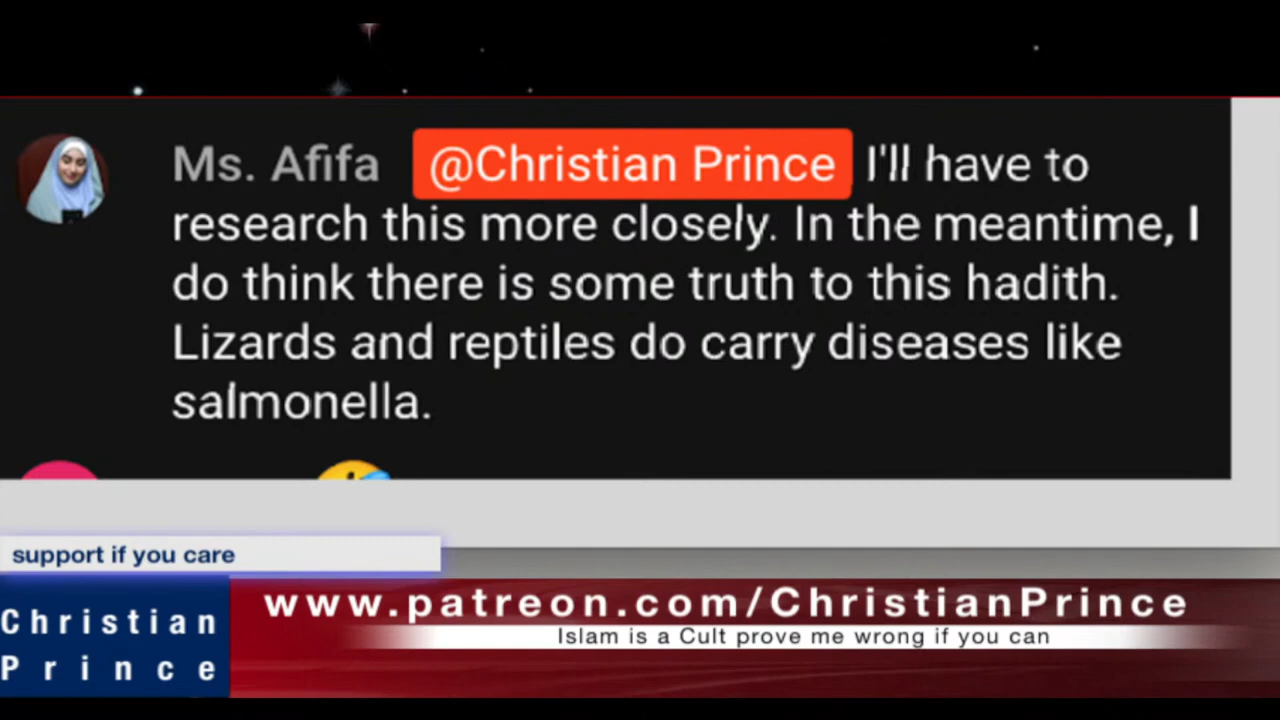 Ms. Afifa @Christian Prince I'll have to
research this more closely. In the meantime, I
do think there is some truth to this hadith.
Lizards and reptiles do carry diseases like
salmonella.
support if you care
Christian
Prince
www.patreon.com/ChristianPrince
Islam is a Cult prove me wrong if you can